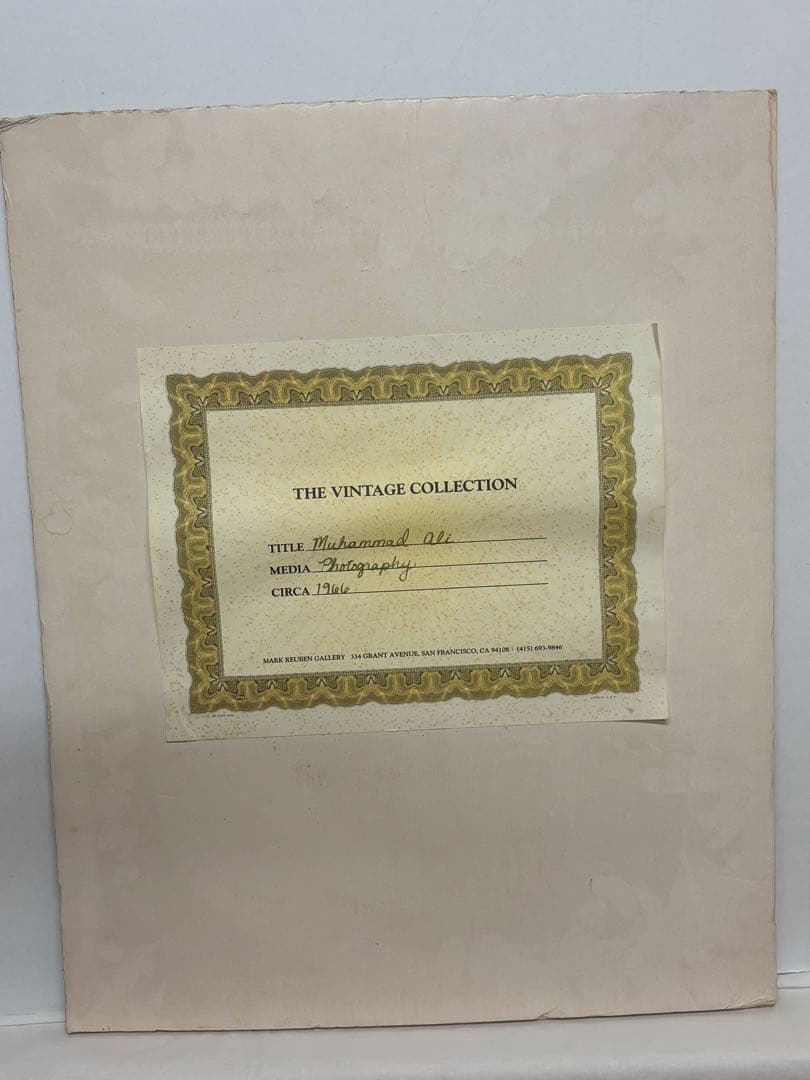 THE VINTAGE COLLECTION
TITLE Muhammad Ali
MEDIA Photography
CIRCA 1966
MARK REUBEN GALLERY 334 GRANT AVENUE, SAN FRANCISCO, CA 94108 • (415) 693-9846